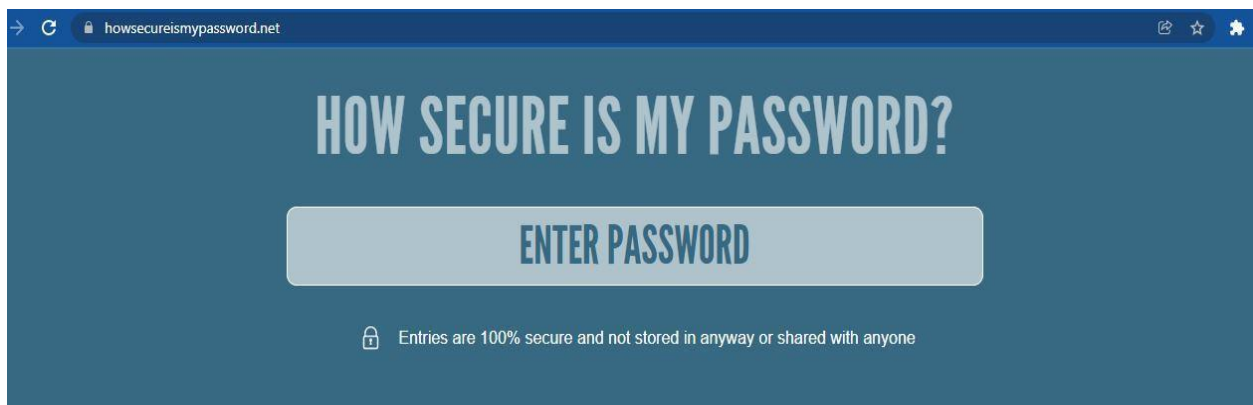 howsecureismypassword.net
HOW SECURE IS MY PASSWORD?
ENTER PASSWORD
Entries are 100% secure and not stored in anyway or shared with anyone